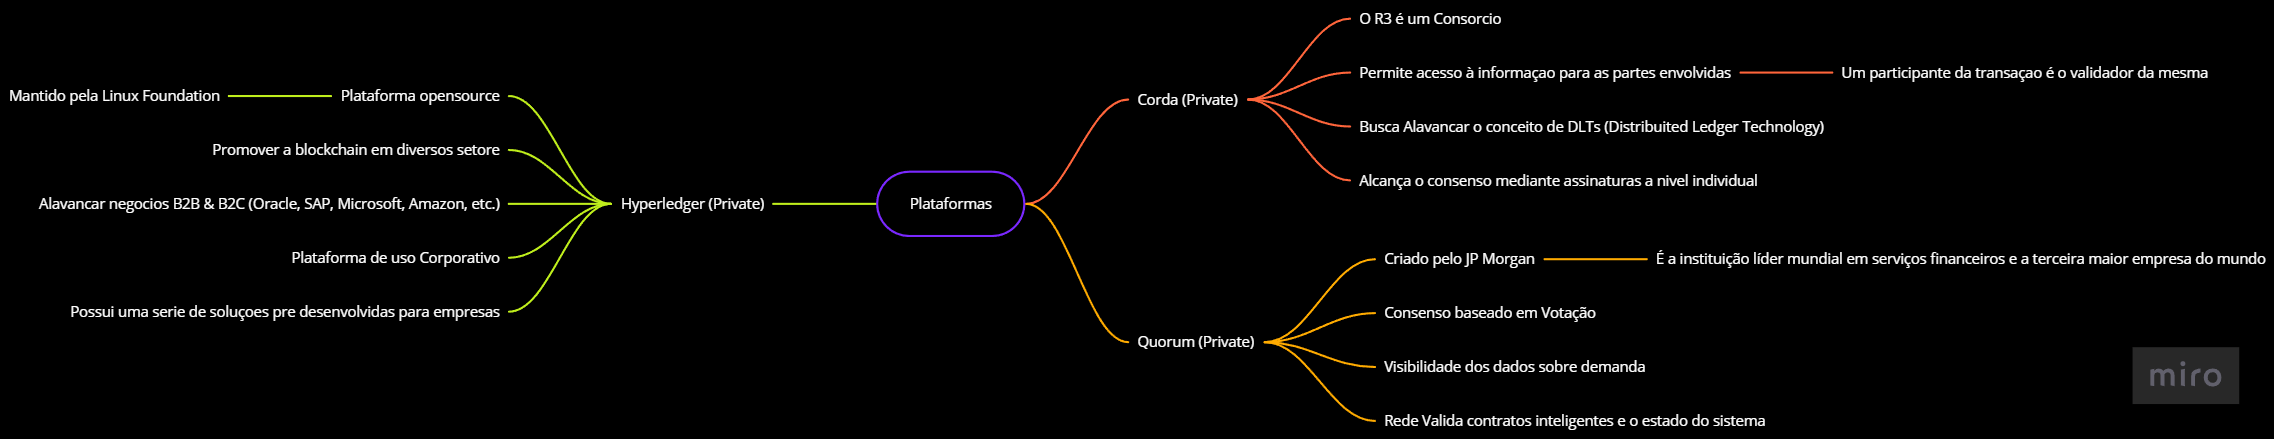 Plataformas
Hyperledger (Private)
Plataforma opensource
Mantido pela Linux Foundation
Promover a blockchain em diversos setore
Alavancar negocios B2B & B2C (Oracle, SAP, Microsoft, Amazon, etc.)
Plataforma de uso Corporativo
Possui uma serie de soluçoes pre desenvolvidas para empresas
Corda (Private)
O R3 é um Consorcio
Permite acesso à informaçao para as partes envolvidas
Um participante da transaçao é o validador da mesma
Busca Alavancar o conceito de DLTs (Distribuited Ledger Technology)
Alcança o consenso mediante assinaturas a nivel individual
Quorum (Private)
Criado pelo JP Morgan
É a instituição líder mundial em serviços financeiros e a terceira maior empresa do mundo
Consenso baseado em Votação
Visibilidade dos dados sobre demanda
Rede Valida contratos inteligentes e o estado do sistema
miro